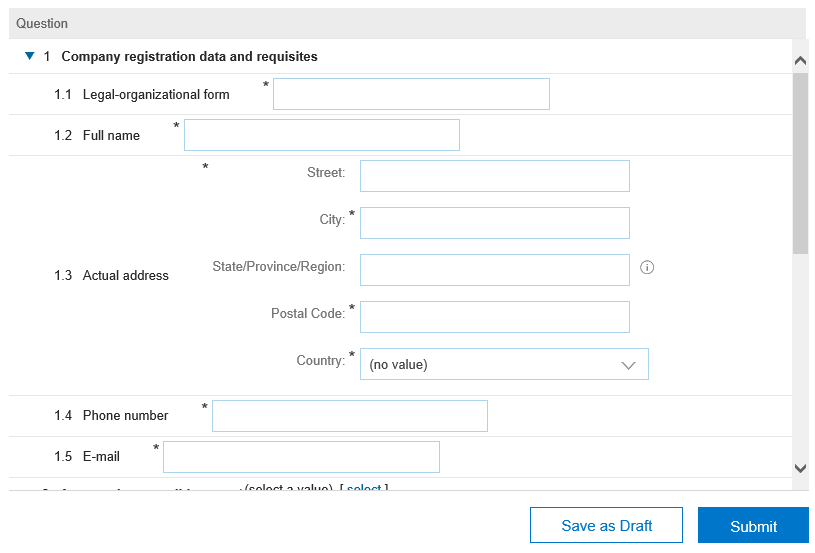 Question
1 Company registration data and requisites
1.1 Legal-organizational form *
1.2 Full name *
* Street:
City: *
State/Province/Region:
1.3 Actual address
Postal Code: *
Country: * (no value)
1.4 Phone number *
1.5 E-mail *
(select a value) [ select ]
Save as Draft
Submit